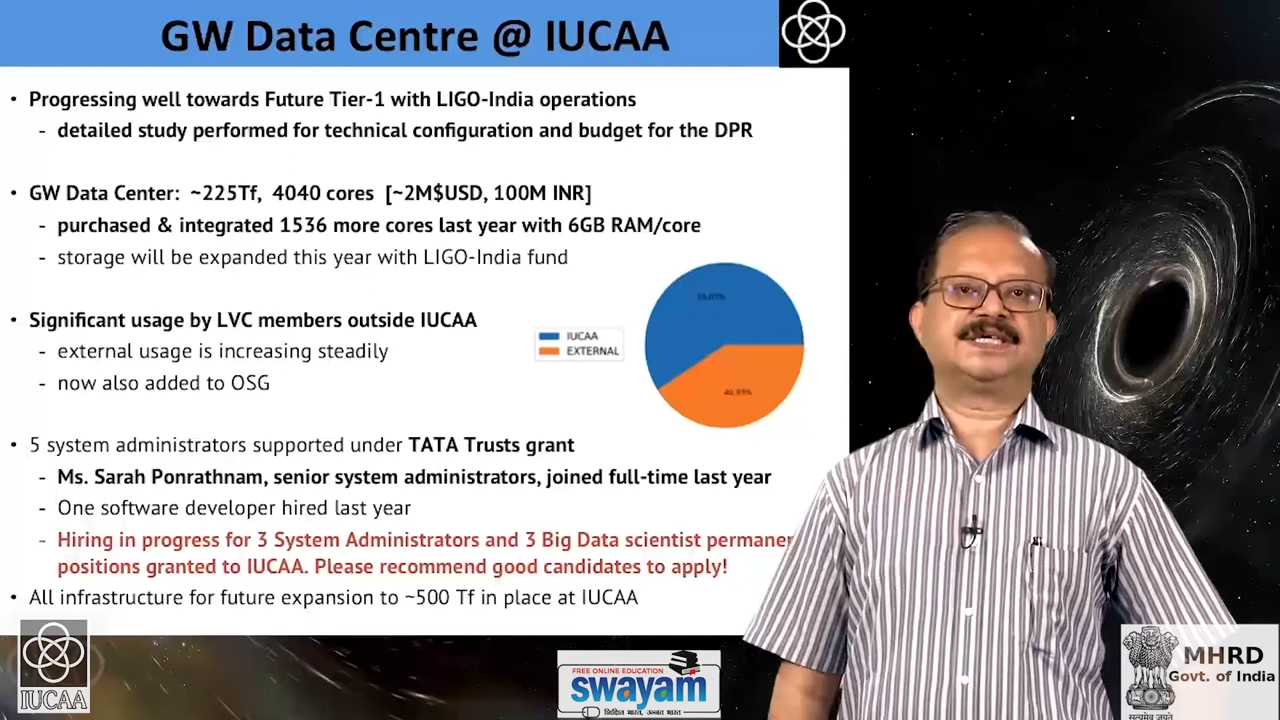 GW Data Centre @ IUCAA
• Progressing well towards Future Tier-1 with LIGO-India operations
- detailed study performed for technical configuration and budget for the DPR
• GW Data Center: ~225Tf, 4040 cores [~2M$USD, 100M INR]
- purchased & integrated 1536 more cores last year with 6GB RAM/core
- storage will be expanded this year with LIGO-India fund
• Significant usage by LVC members outside IUCAA
- external usage is increasing steadily
- now also added to OSG
IUCAA
EXTERNAL
• 5 system administrators supported under TATA Trusts grant
- Ms. Sarah Ponrathnam, senior system administrators, joined full-time last year
- One software developer hired last year
- Hiring in progress for 3 System Administrators and 3 Big Data scientist permaner
positions granted to IUCAA. Please recommend good candidates to apply!
• All infrastructure for future expansion to ~500 Tf in place at IUCAA
IUCAA
FREE ONLINE EDUCATION
swayam
शिक्षित भारत, उन्नत भारत
सत्यमेव जयते
MHRD
Govt. of India